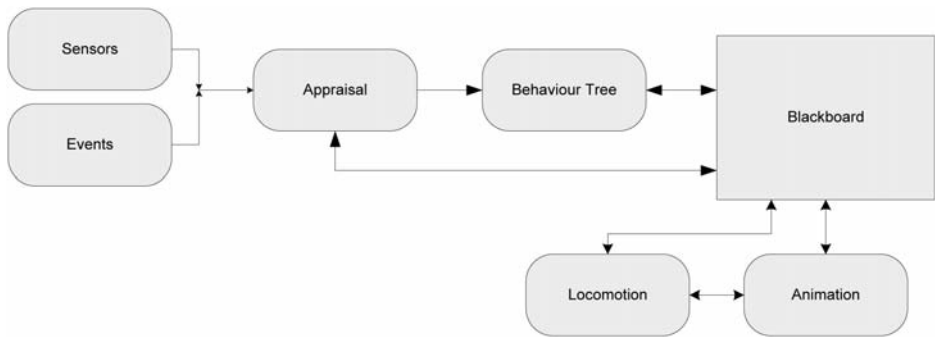 Sensors
Events
Appraisal
Behaviour Tree
Blackboard
Locomotion
Animation